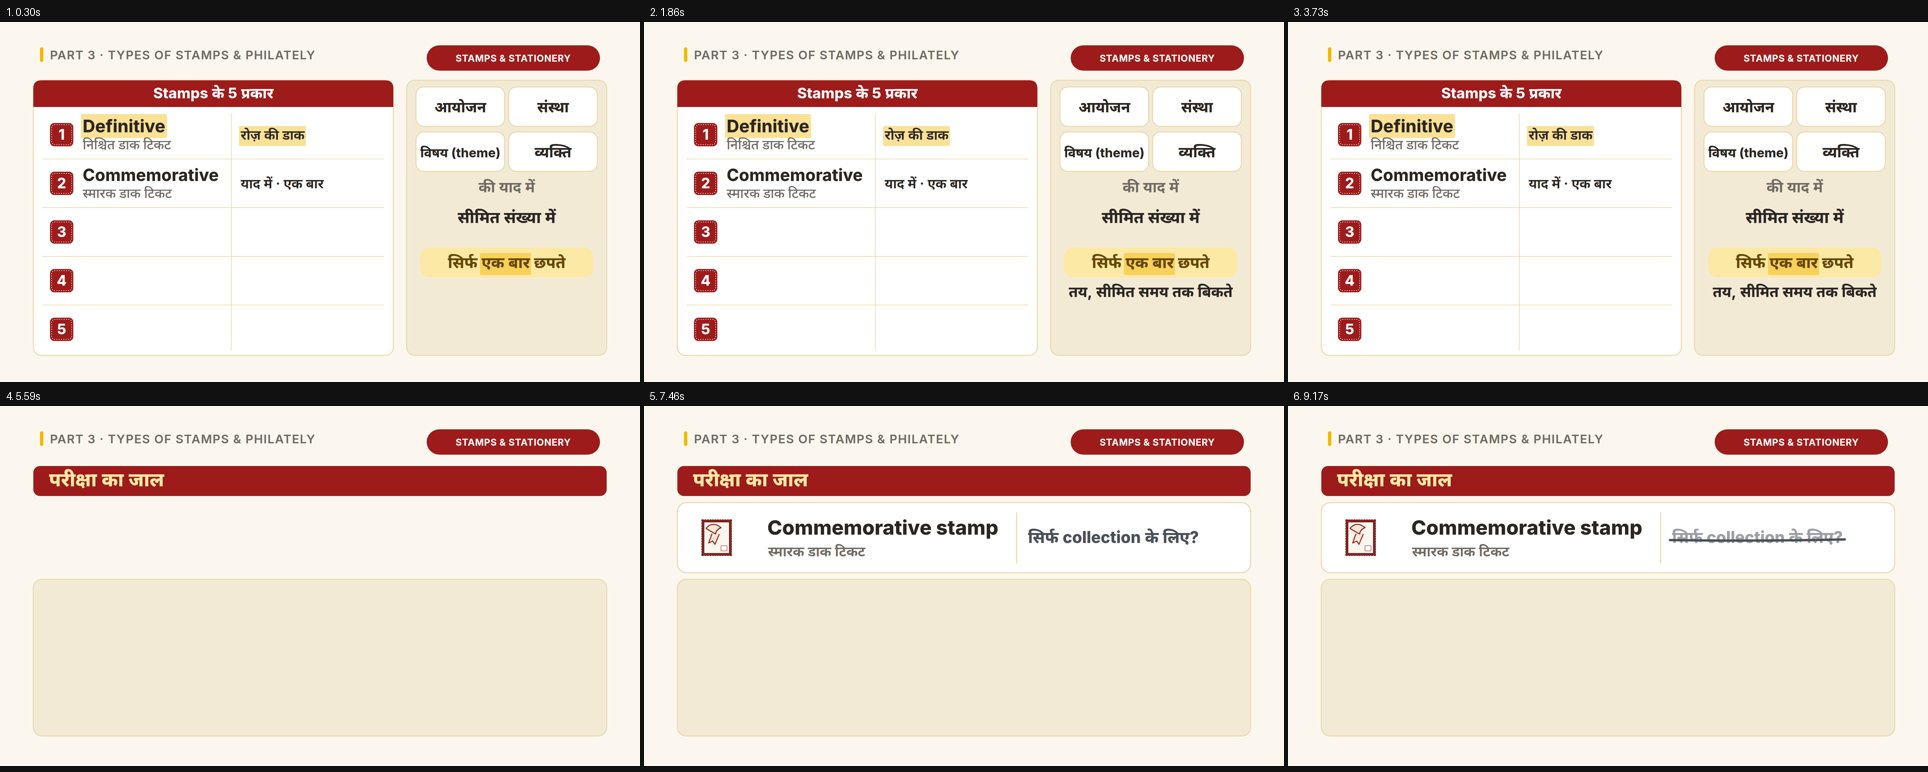 1. 0.30s
PART 3 · TYPES OF STAMPS & PHILATELY
STAMPS & STATIONERY
Stamps के 5 प्रकार
1
Definitive
निश्चित डाक टिकट
रोज़ की डाक
2
Commemorative
स्मारक डाक टिकट
याद में · एक बार
3
4
5
आयोजन
संस्था
विषय (theme)
व्यक्ति
की याद में
सीमित संख्या में
सिर्फ एक बार छपते
2. 1.86s
PART 3 · TYPES OF STAMPS & PHILATELY
STAMPS & STATIONERY
Stamps के 5 प्रकार
1
Definitive
निश्चित डाक टिकट
रोज़ की डाक
2
Commemorative
स्मारक डाक टिकट
याद में · एक बार
3
4
5
आयोजन
संस्था
विषय (theme)
व्यक्ति
की याद में
सीमित संख्या में
सिर्फ एक बार छपते
तय, सीमित समय तक बिकते
3. 3.73s
PART 3 · TYPES OF STAMPS & PHILATELY
STAMPS & STATIONERY
Stamps के 5 प्रकार
1
Definitive
निश्चित डाक टिकट
रोज़ की डाक
2
Commemorative
स्मारक डाक टिकट
याद में · एक बार
3
4
5
आयोजन
संस्था
विषय (theme)
व्यक्ति
की याद में
सीमित संख्या में
सिर्फ एक बार छपते
तय, सीमित समय तक बिकते
4. 5.59s
PART 3 · TYPES OF STAMPS & PHILATELY
STAMPS & STATIONERY
परीक्षा का जाल
5. 7.46s
PART 3 · TYPES OF STAMPS & PHILATELY
STAMPS & STATIONERY
परीक्षा का जाल
Commemorative stamp
स्मारक डाक टिकट
सिर्फ collection के लिए?
6. 9.17s
PART 3 · TYPES OF STAMPS & PHILATELY
STAMPS & STATIONERY
परीक्षा का जाल
Commemorative stamp
स्मारक डाक टिकट
सिर्फ collection के लिए?